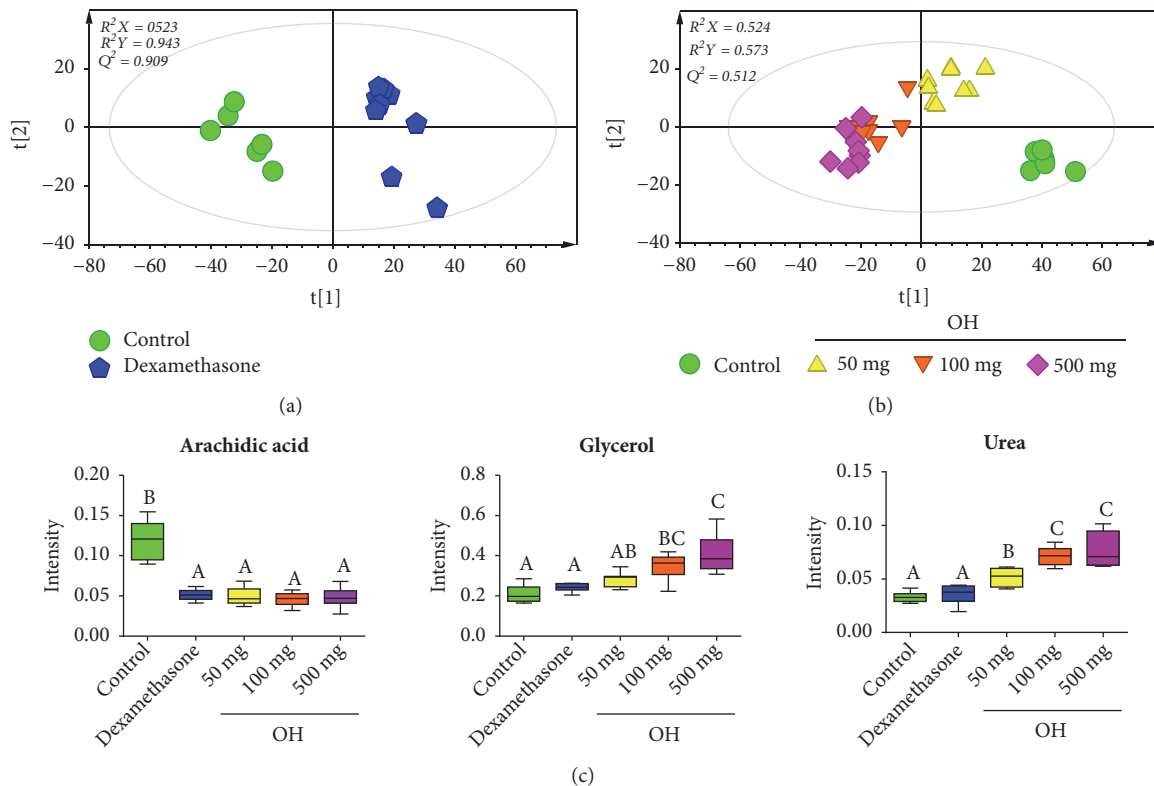 R²X = 0523
R²Y = 0.943
Q² = 0.909
20
0
−20
−40
t[2]
−80 −60 −40 −20 0 20 40 60
t[1]
Control
Dexamethasone
(a)
R²X = 0.524
R²Y = 0.573
Q² = 0.512
20
0
−20
−40
t[2]
−80 −60 −40 −20 0 20 40 60 80
t[1]
OH
Control 50 mg 100 mg 500 mg
(b)
Arachidic acid
Intensity
0.20
0.15
0.10
0.05
0.00
B A A A A
Control Dexamethasone 50 mg 100 mg 500 mg
OH
Glycerol
Intensity
0.8
0.6
0.4
0.2
0.0
A A AB BC C
Control Dexamethasone 50 mg 100 mg 500 mg
OH
Urea
Intensity
0.15
0.10
0.05
0.00
A A B C C
Control Dexamethasone 50 mg 100 mg 500 mg
OH
(c)